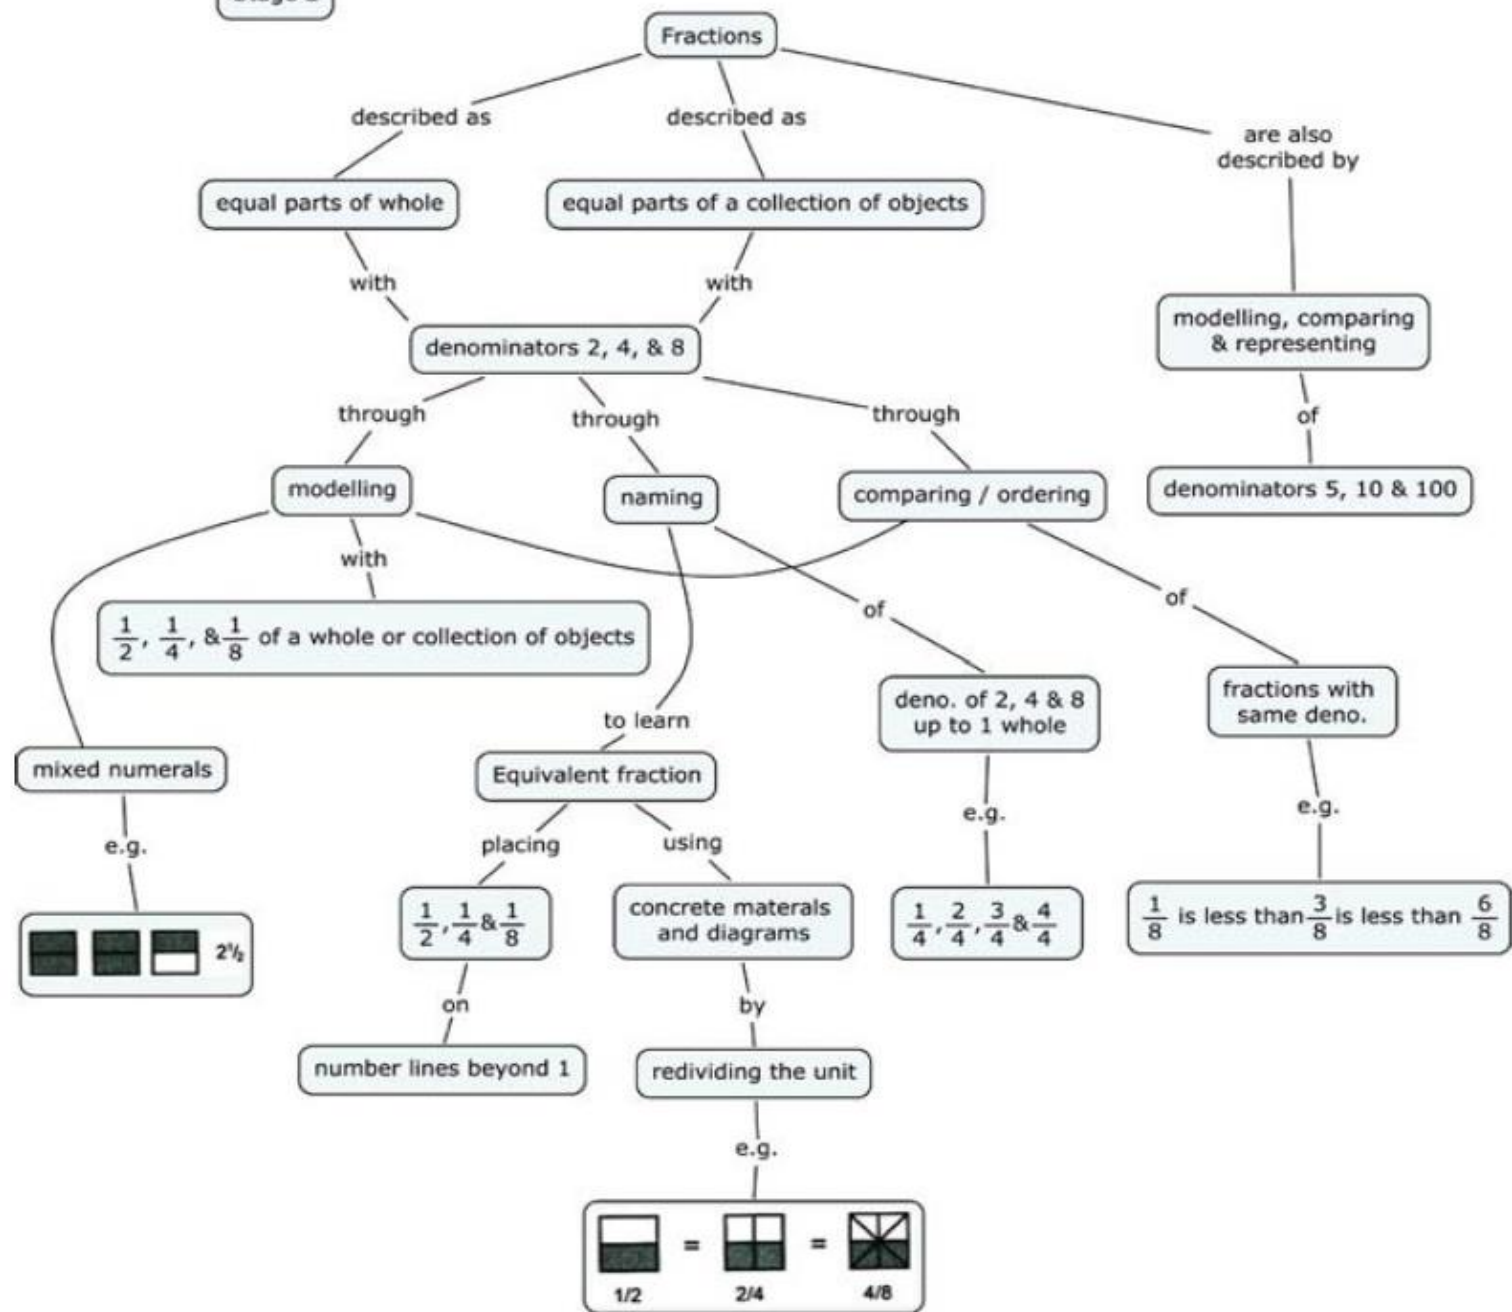 Fractions
described as
described as
are also
described by
equal parts of whole
equal parts of a collection of objects
with
with
modelling, comparing
& representing
denominators 2, 4, & 8
through
through
through
of
modelling
naming
comparing / ordering
denominators 5, 10 & 100
with
1/2, 1/4, & 1/8 of a whole or collection of objects
of
of
deno. of 2, 4 & 8
up to 1 whole
fractions with
same deno.
to learn
mixed numerals
Equivalent fraction
e.g.
placing
using
e.g.
e.g.
1/2, 1/4 & 1/8
concrete materals
and diagrams
1/4, 2/4, 3/4 & 4/4
1/8 is less than 3/8 is less than 6/8
2½
on
by
number lines beyond 1
redividing the unit
e.g.
= =
1/2 2/4 4/8